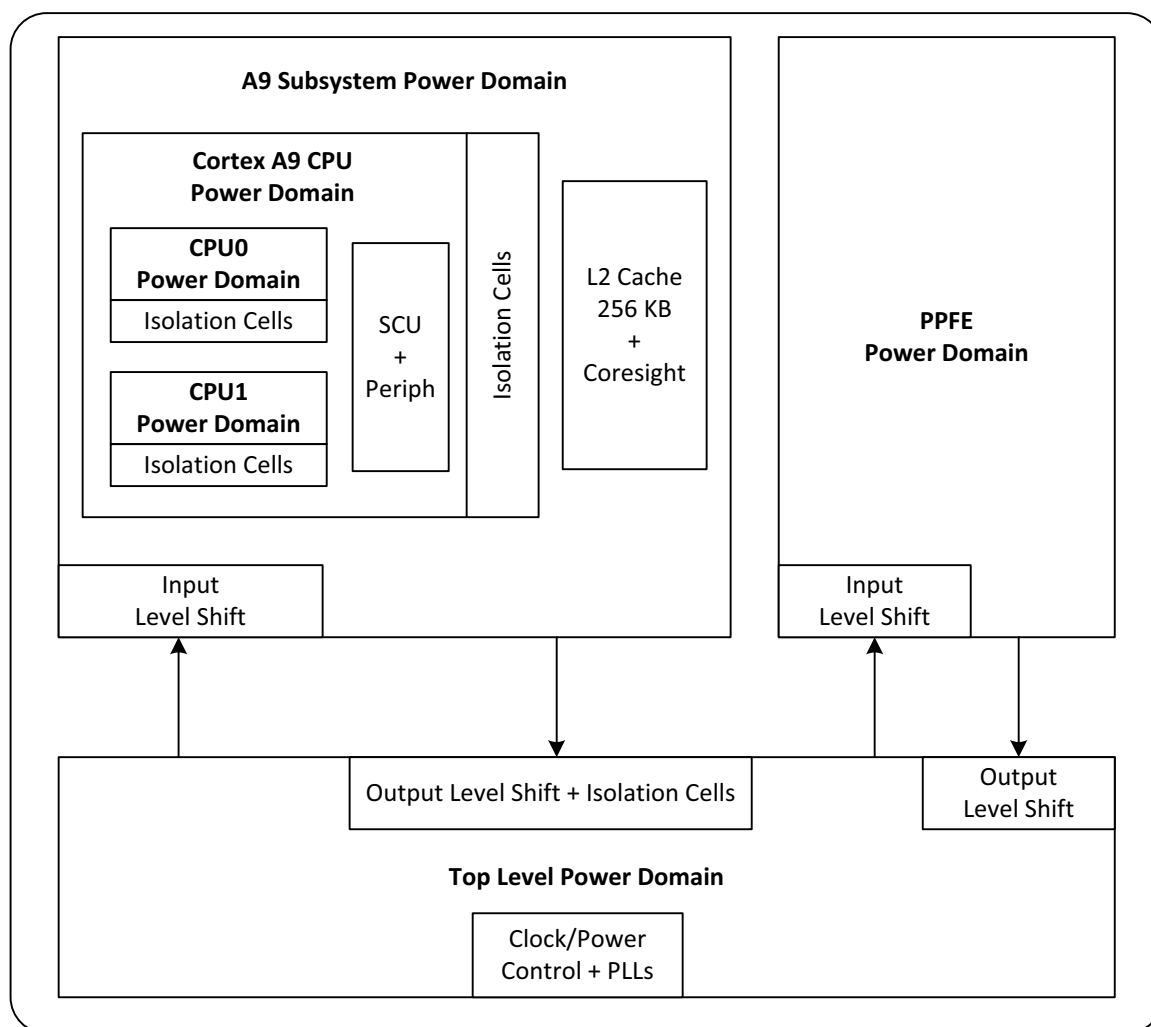 A9 Subsystem Power Domain
Cortex A9 CPU
Power Domain
CPU0
Power Domain
Isolation Cells
CPU1
Power Domain
Isolation Cells
SCU
+
Periph
Isolation Cells
L2 Cache
256 KB
+
Coresight
Input
Level Shift
PPFE
Power Domain
Input
Level Shift
Output Level Shift + Isolation Cells
Output
Level Shift
Top Level Power Domain
Clock/Power
Control + PLLs